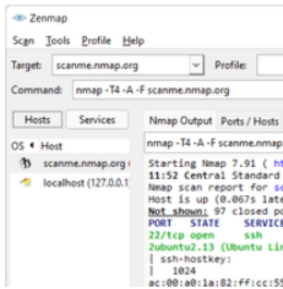 Zenmap
Scan Tools Profile Help
Target: scanme.nmap.org Profile:
Command: nmap -T4 -A -F scanme.nmap.org
Hosts Services Nmap Output Ports / Hosts
nmap -T4 -A -F scanme.nmap
OS Host
scanme.nmap.org
localhost (127.0.0.1
Starting Nmap 7.91 ( ht
11:52 Central Standard
Nmap scan report for sc
Host is up (0.067s late
Not shown: 97 closed po
PORT STATE SERVICE
22/tcp open ssh
2ubuntu2.13 (Ubuntu Lin
| ssh-hostkey:
| 1024
ac:00:a0:1a:82:ff:cc:55